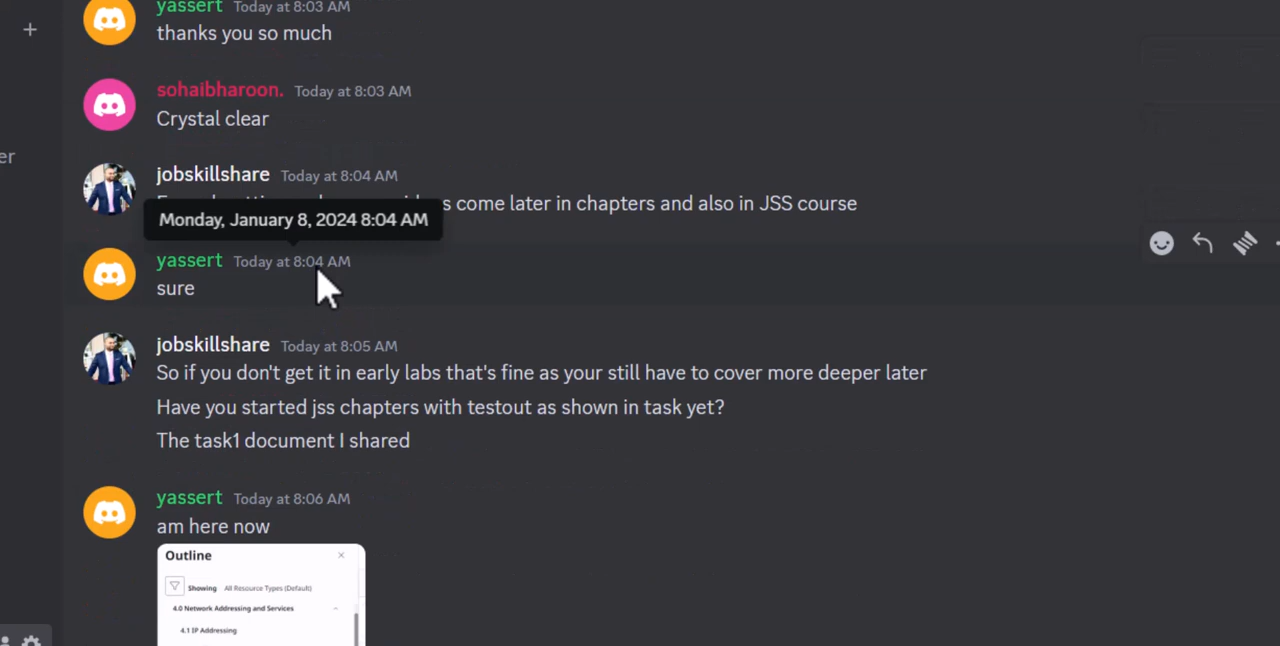 yassert Today at 8:03 AM
thanks you so much
sohaibharoon. Today at 8:03 AM
Crystal clear
er
jobskillshare Today at 8:04 AM
come later in chapters and also in JSS course
Monday, January 8, 2024 8:04 AM
yassert Today at 8:04 AM
sure
jobskillshare Today at 8:05 AM
So if you don't get it in early labs that's fine as your still have to cover more deeper later
Have you started jss chapters with testout as shown in task yet?
The task1 document I shared
yassert Today at 8:06 AM
am here now
Outline
Showing All Resource Types (Default)
4.0 Network Addressing and Services
4.1 IP Addressing